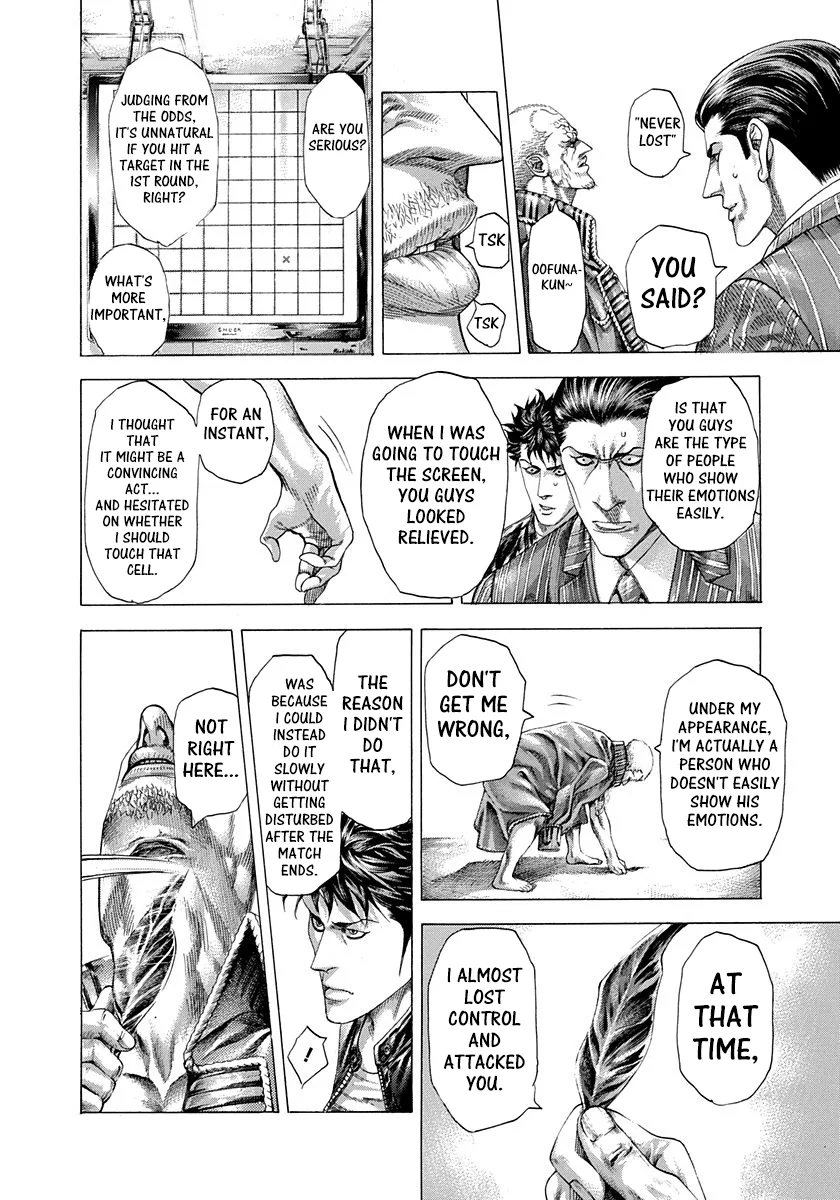 "NEVER
LOST"
YOU
SAID?
OOFUNA-
KUN~
TSK
TSK
ARE YOU
SERIOUS?
JUDGING FROM
THE ODDS,
IT'S UNNATURAL
IF YOU HIT A
TARGET IN THE
1ST ROUND,
RIGHT?
WHAT'S
MORE
IMPORTANT,
IS THAT
YOU GUYS
ARE THE TYPE
OF PEOPLE
WHO SHOW
THEIR EMOTIONS
EASILY.
WHEN I WAS
GOING TO TOUCH
THE SCREEN,
YOU GUYS
LOOKED
RELIEVED.
FOR AN
INSTANT,
I THOUGHT
THAT
IT MIGHT BE A
CONVINCING
ACT...
AND HESITATED
ON WHETHER
I SHOULD
TOUCH THAT
CELL.
UNDER MY
APPEARANCE,
I'M ACTUALLY A
PERSON WHO
DOESN'T EASILY
SHOW HIS
EMOTIONS.
DON'T
GET ME
WRONG,
AT
THAT
TIME,
I ALMOST
LOST
CONTROL
AND
ATTACKED
YOU.
THE
REASON
I DIDN'T
DO
THAT,
WAS
BECAUSE
I COULD
INSTEAD
DO IT
SLOWLY
WITHOUT
GETTING
DISTURBED
AFTER THE
MATCH
ENDS.
!
NOT
RIGHT
HERE...